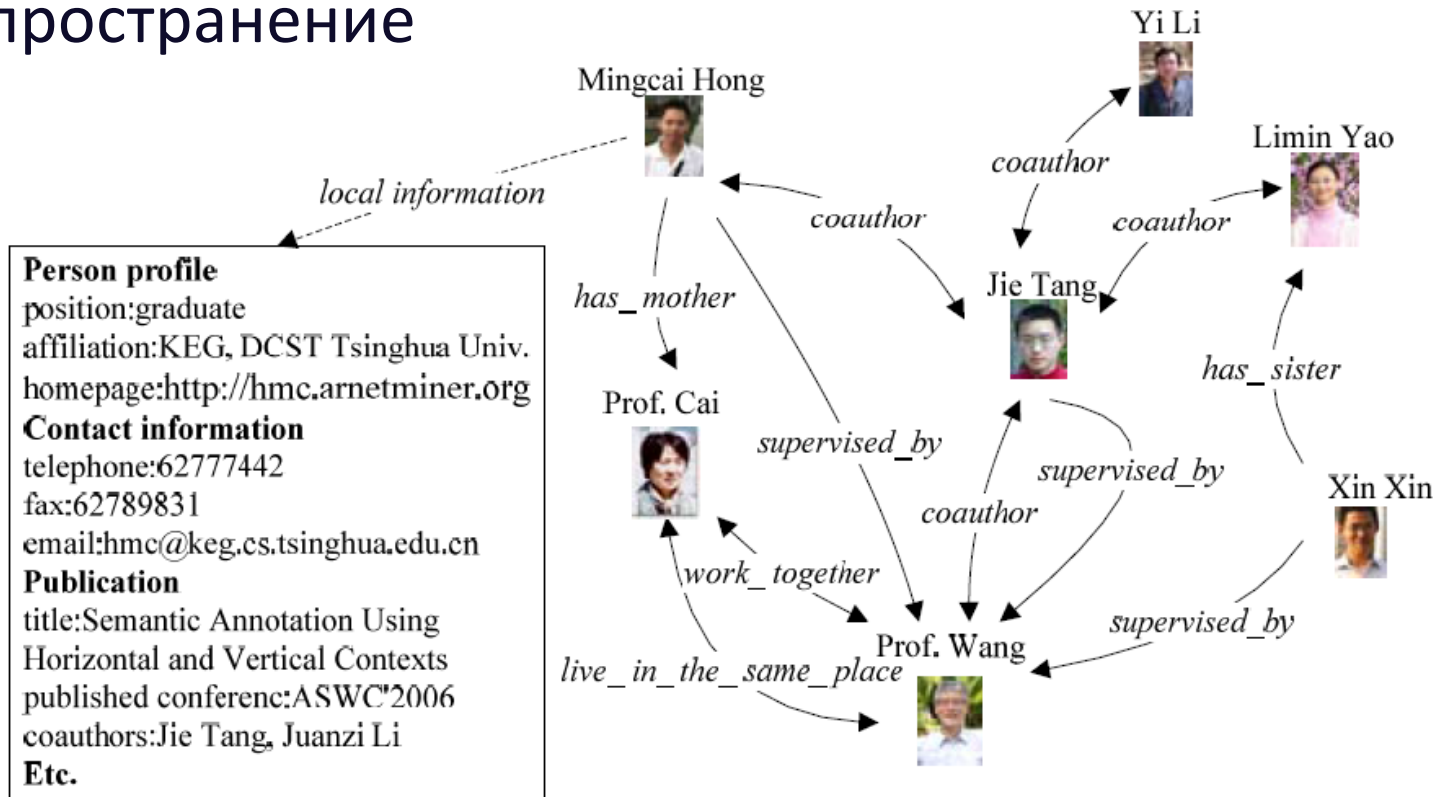 пространение
Yi Li
Mingcai Hong
Limin Yao
coauthor
local information
coauthor
coauthor
Person profile
position:graduate
affiliation:KEG, DCST Tsinghua Univ.
homepage:http://hmc.arnetminer.org
Contact information
telephone:62777442
fax:62789831
email:hmc@keg.cs.tsinghua.edu.cn
Publication
title:Semantic Annotation Using
Horizontal and Vertical Contexts
published conferenc:ASWC'2006
coauthors:Jie Tang, Juanzi Li
Etc.
has_mother
Jie Tang
has_sister
Prof. Cai
supervised_by
supervised_by
Xin Xin
coauthor
work_together
supervised_by
Prof. Wang
live_in_the_same_place